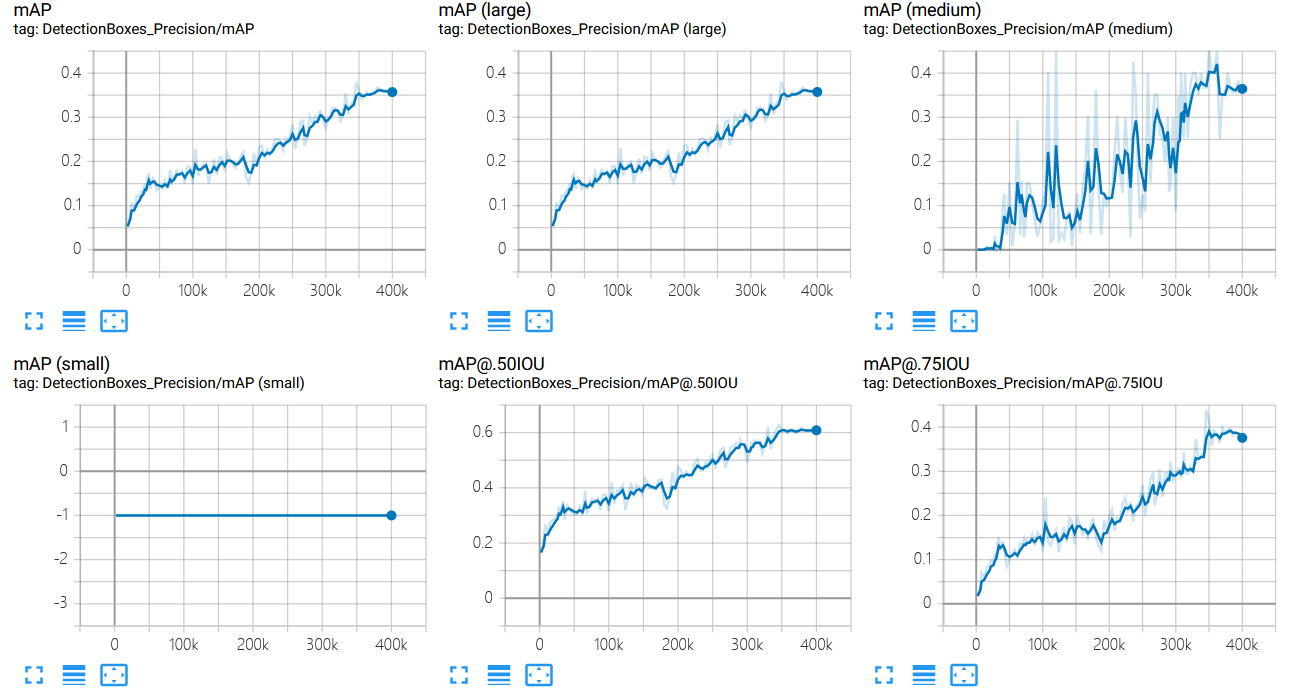 mAP
tag: DetectionBoxes_Precision/mAP
0.4
0.3
0.2
0.1
0
0 100k 200k 300k 400k
mAP (large)
tag: DetectionBoxes_Precision/mAP (large)
0.4
0.3
0.2
0.1
0
0 100k 200k 300k 400k
mAP (medium)
tag: DetectionBoxes_Precision/mAP (medium)
0.4
0.3
0.2
0.1
0
0 100k 200k 300k 400k
mAP (small)
tag: DetectionBoxes_Precision/mAP (small)
1
0
-1
-2
-3
0 100k 200k 300k 400k
mAP@.50IOU
tag: DetectionBoxes_Precision/mAP@.50IOU
0.6
0.4
0.2
0
0 100k 200k 300k 400k
mAP@.75IOU
tag: DetectionBoxes_Precision/mAP@.75IOU
0.4
0.3
0.2
0.1
0
0 100k 200k 300k 400k